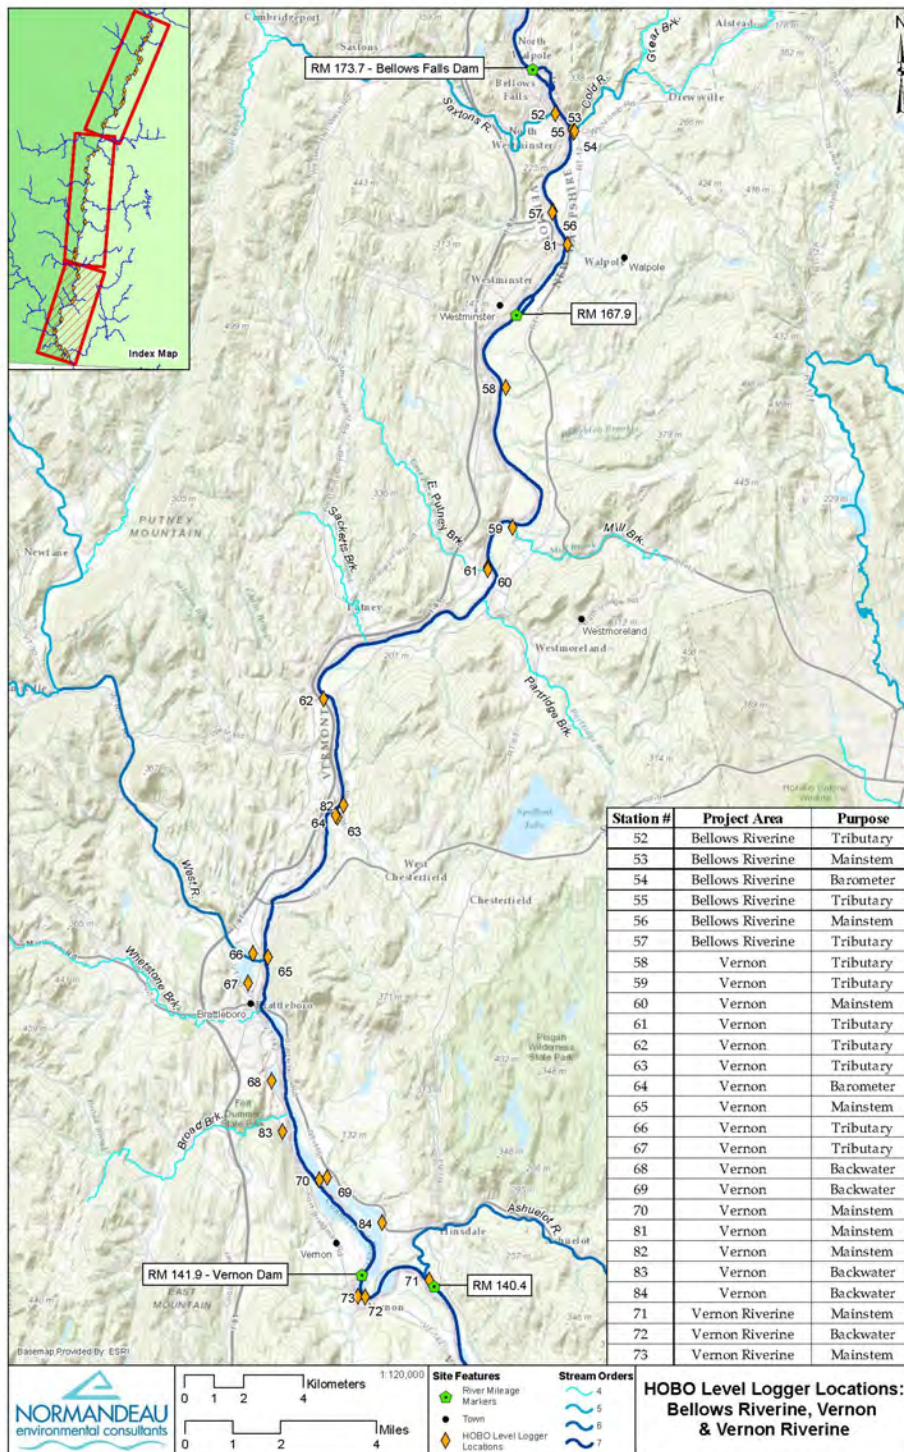 Cambridgeport
Saxtons
North Walpole
Alstead
Great Brk.
RM 173.7 - Bellows Falls Dam
Bellows
Falls
Cold R.
Drewsville
Saxtons R.
52
53
55
54
North
Westminster
VERMONT
NEW HAMPSHIRE
57
56
81
Walpole
Walpole
Westminster
Westminster
RM 167.9
Index Map
58
E. Putney Brk.
Sackerts Brk.
59
Mill Brk.
PUTNEY
MOUNTAIN
Newfane
61
60
Putney
Westmoreland
Westmoreland
Partridge Brk.
62
VERMONT
82
64
63
Spofford
Lake
West
Chesterfield
Chesterfield
West R.
66
65
67
Whetstone Brk.
Brattleboro
Brattleboro
Pisgah
Wilderness
State Park
68
Fort
Dummer
State Park
Broad Brk.
83
70
69
84
Hinsdale
Ashuelot R.
Ashuelot
Vernon
RM 141.9 - Vernon Dam
71
RM 140.4
EAST
MOUNTAIN
73
72
Vernon
Station # Project Area Purpose
52 Bellows Riverine Tributary
53 Bellows Riverine Mainstem
54 Bellows Riverine Barometer
55 Bellows Riverine Tributary
56 Bellows Riverine Mainstem
57 Bellows Riverine Tributary
58 Vernon Tributary
59 Vernon Tributary
60 Vernon Mainstem
61 Vernon Tributary
62 Vernon Tributary
63 Vernon Tributary
64 Vernon Barometer
65 Vernon Mainstem
66 Vernon Tributary
67 Vernon Tributary
68 Vernon Backwater
69 Vernon Backwater
70 Vernon Mainstem
81 Vernon Mainstem
82 Vernon Mainstem
83 Vernon Backwater
84 Vernon Backwater
71 Vernon Riverine Mainstem
72 Vernon Riverine Backwater
73 Vernon Riverine Mainstem
Basemap Provided By: ESRI
NORMANDEAU
environmental consultants
1:120,000
Kilometers
0 1 2 4
Miles
0 1 2 4
Site Features
River Mileage
Markers
Town
HOBO Level Logger
Locations
Stream Orders
4
5
6
7
HOBO Level Logger Locations:
Bellows Riverine, Vernon
& Vernon Riverine